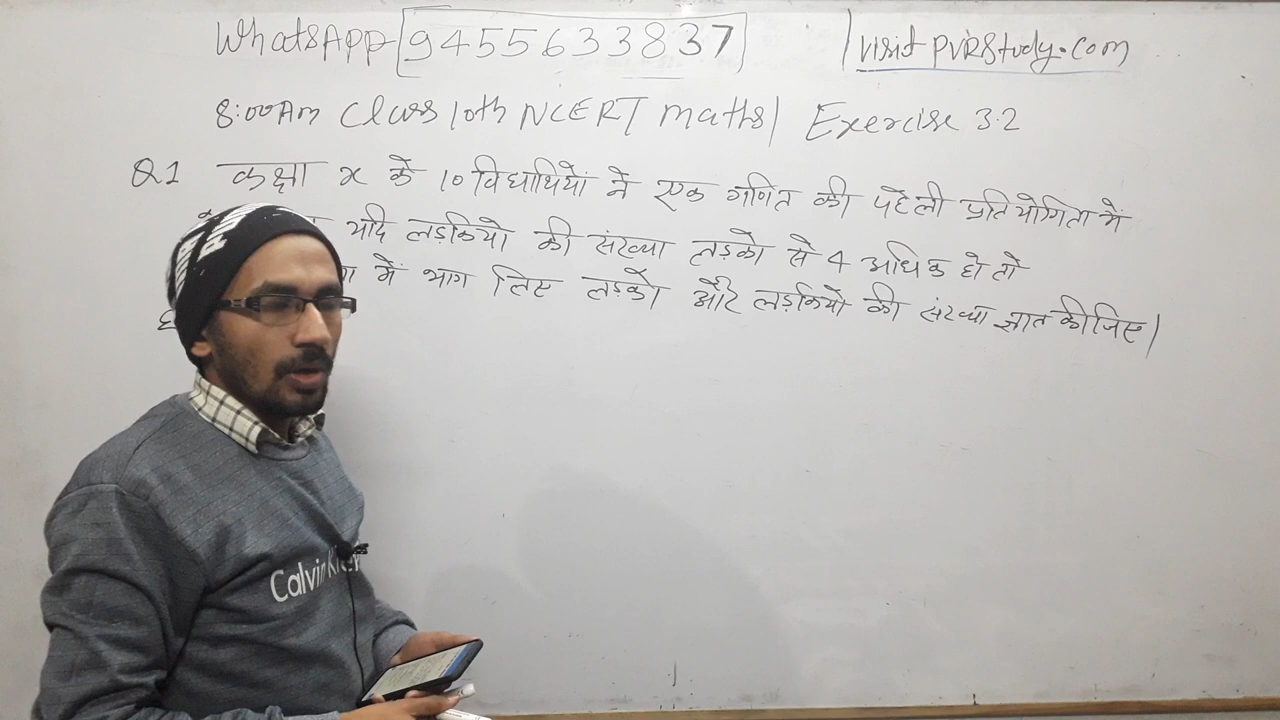 WhatsApp 9455633837
visit pvrstudy.com
8:00Am Class 10th NCERT maths| Exercise 3.2
Q1 कक्षा x के 10 विद्यार्थियों ने एक गणित की पहेली प्रतियोगिता में
यदि लड़कियो की संख्या लड़को से 4 अधिक हो तो
में भाग लिए लड़को और लड़कियो की संख्या ज्ञात कीजिए|
Calvin